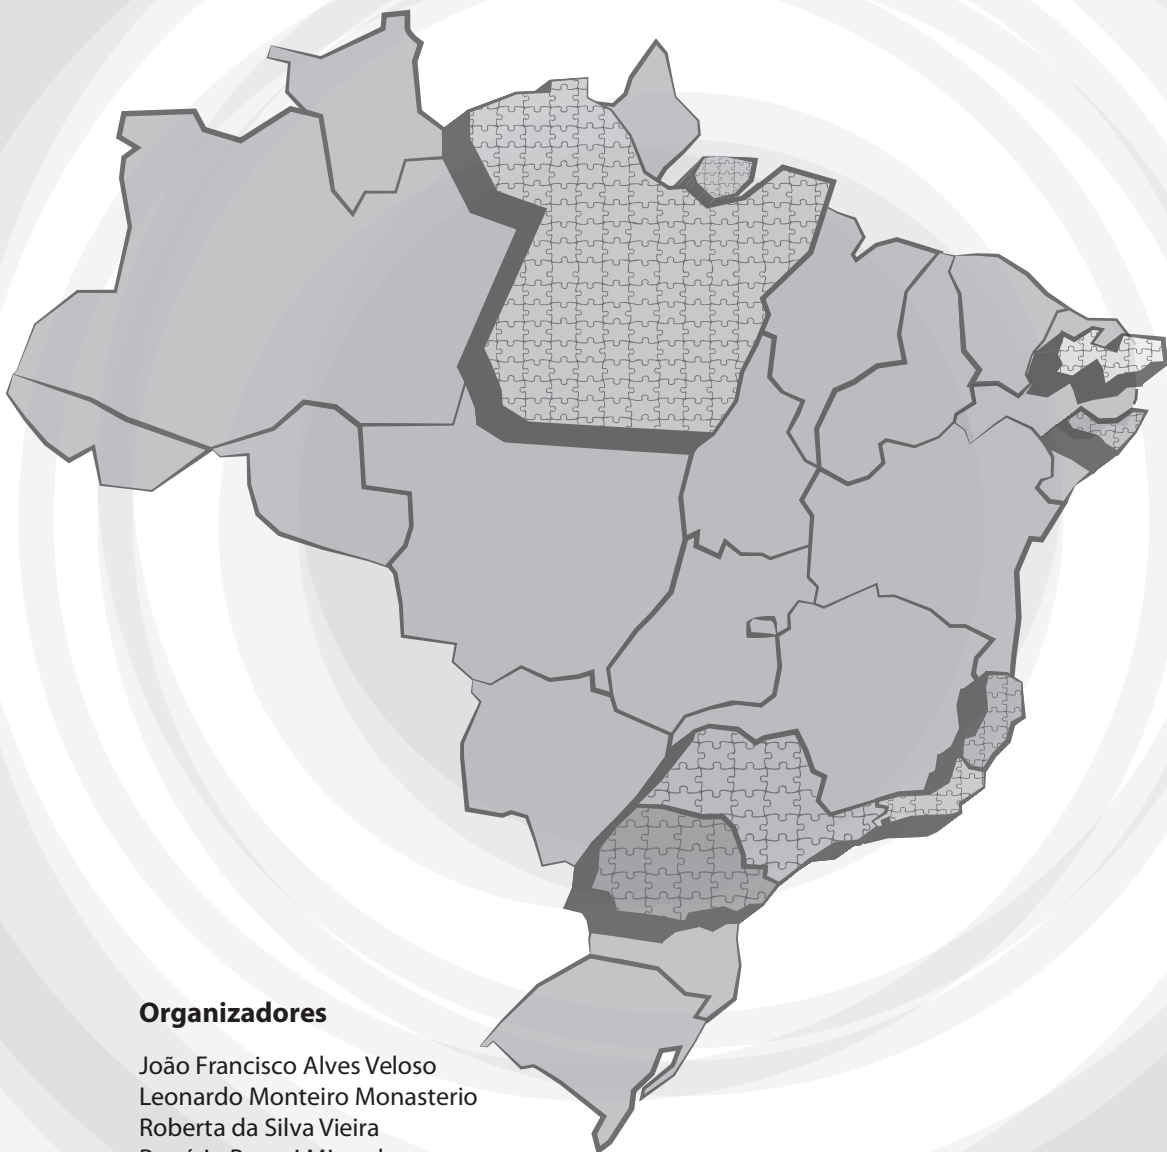 Organizadores
João Francisco Alves Veloso
Leonardo Monteiro Monasterio
Roberta da Silva Vieira